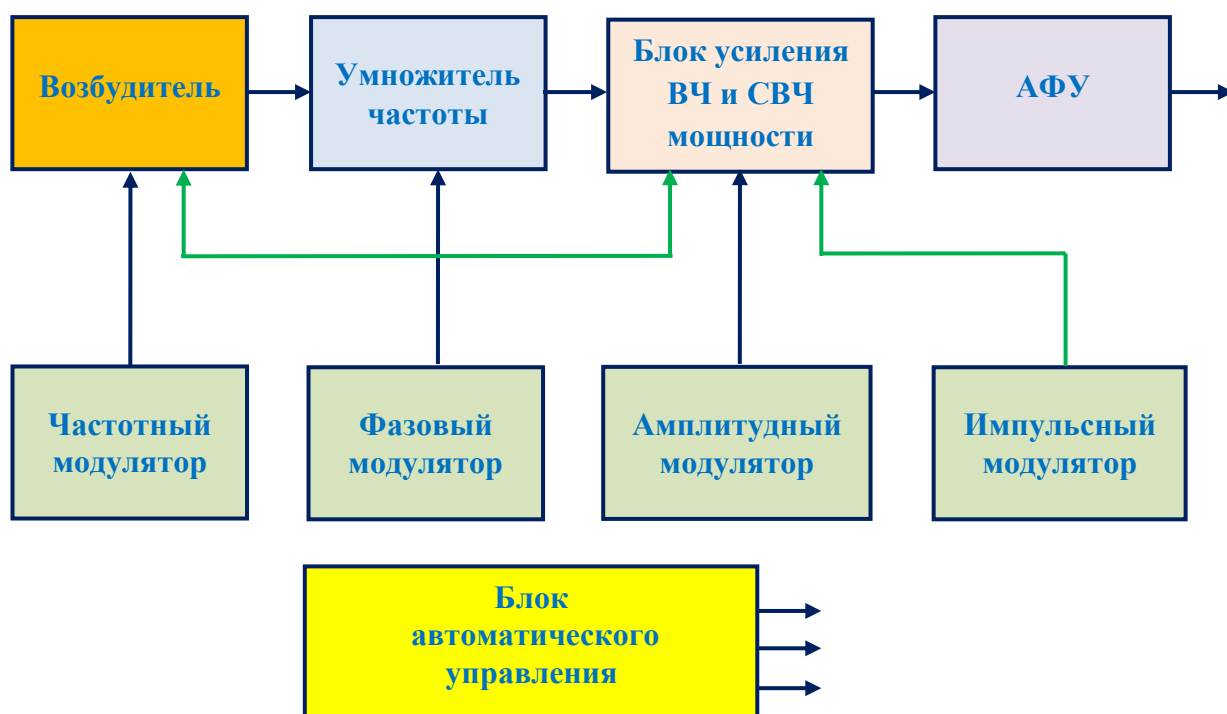 Возбудитель
Умножитель
частоты
Блок усиления
ВЧ и СВЧ
мощности
АФУ
Частотный
модулятор
Фазовый
модулятор
Амплитудный
модулятор
Импульсный
модулятор
Блок
автоматического
управления